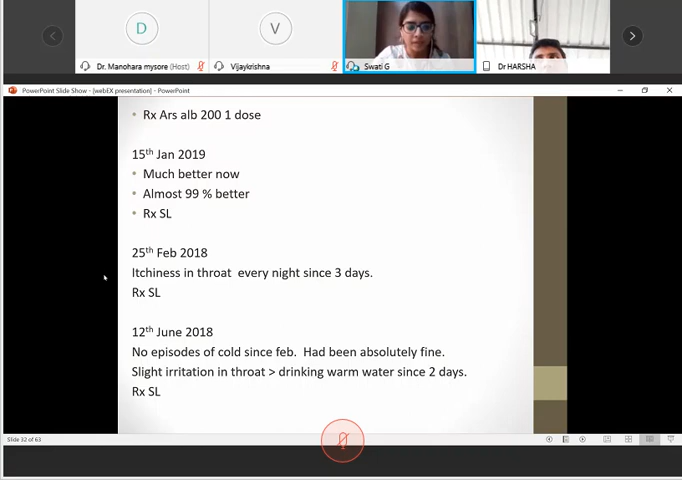 D
V
Dr. Manohara mysore (Host)
Vijaykrishna
Swati G
Dr HARSHA
PowerPoint Slide Show - [webEX presentation] - PowerPoint
• Rx Ars alb 200 1 dose
15th Jan 2019
• Much better now
• Almost 99 % better
• Rx SL
25th Feb 2018
Itchiness in throat every night since 3 days.
Rx SL
12th June 2018
No episodes of cold since feb. Had been absolutely fine.
Slight irritation in throat > drinking warm water since 2 days.
Rx SL
Slide 32 of 63